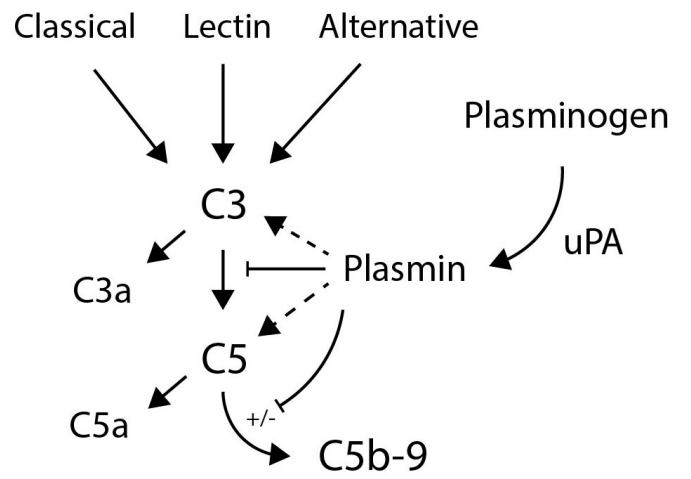 Classical Lectin Alternative
Plasminogen
C3
uPA
Plasmin
C3a
C5
C5a
+/-
C5b-9